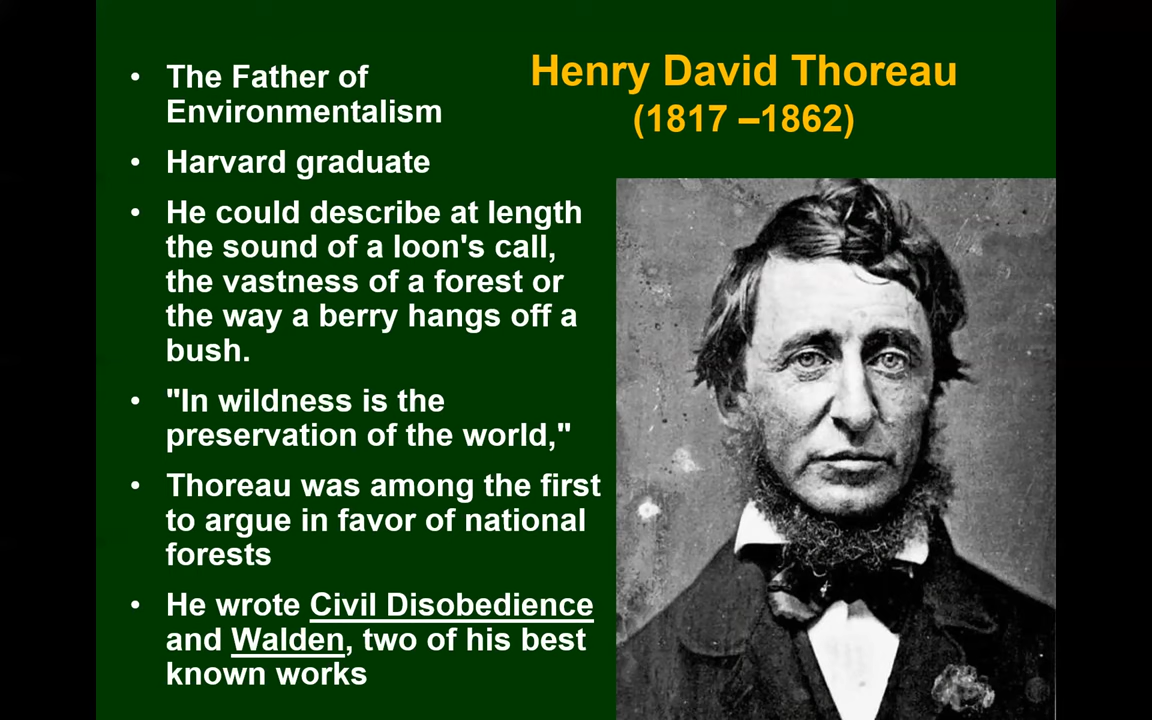 Henry David Thoreau
(1817 –1862)
• The Father of
Environmentalism
• Harvard graduate
• He could describe at length
the sound of a loon's call,
the vastness of a forest or
the way a berry hangs off a
bush.
• "In wildness is the
preservation of the world,"
• Thoreau was among the first
to argue in favor of national
forests
• He wrote Civil Disobedience
and Walden, two of his best
known works